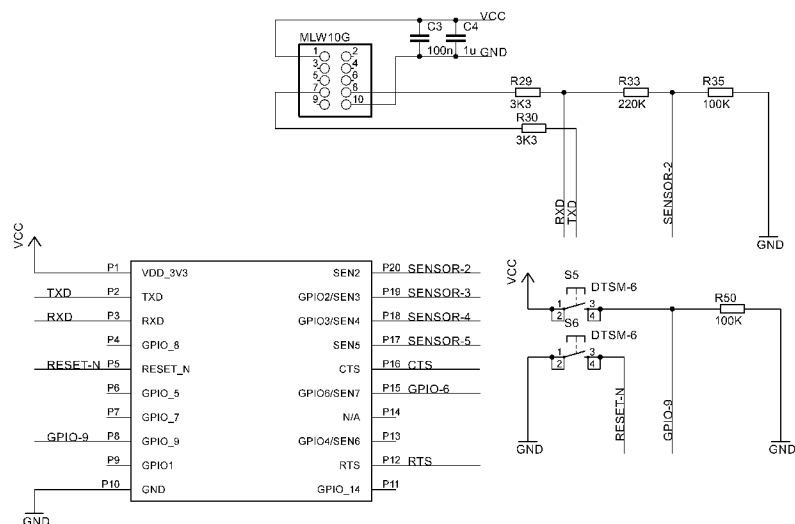 C3
C4
VCC
MLW10G
100n
1u
GND
1
2
3
4
5
6
7
8
9
10
R29
3K3
R33
220K
R35
100K
R30
3K3
RXD
TXD
SENSOR-2
GND
VCC
P1
VDD_3V3
SEN2
P20
SENSOR-2
TXD
P2
TXD
GPIO2/SEN3
P19
SENSOR-3
RXD
P3
RXD
GPIO3/SEN4
P18
SENSOR-4
P4
GPIO_8
SEN5
P17
SENSOR-5
RESET-N
P5
RESET_N
CTS
P16
CTS
P6
GPIO_5
GPIO6/SEN7
P15
GPIO-6
P7
GPIO_7
N/A
P14
GPIO-9
P8
GPIO_9
GPIO4/SEN6
P13
P9
GPIO1
RTS
P12
RTS
P10
GND
GPIO_14
P11
GND
VCC
S5
DTSM-6
1
2
3
4
S6
DTSM-6
1
2
3
4
R50
100K
RESET-N
GPIO-9
GND
GND